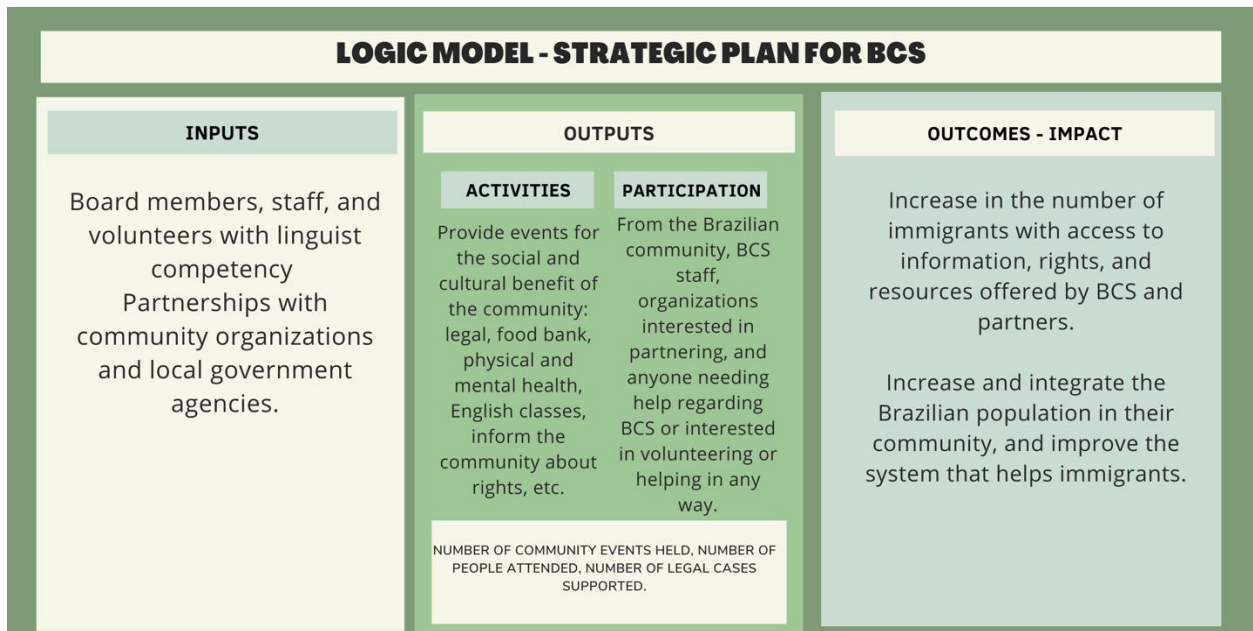 LOGIC MODEL - STRATEGIC PLAN FOR BCS
INPUTS
Board members, staff, and
volunteers with linguist
competency
Partnerships with
community organizations
and local government
agencies.
OUTPUTS
ACTIVITIES
Provide events for
the social and
cultural benefit of
the community:
legal, food bank,
physical and
mental health,
English classes,
inform the
community about
rights, etc.
PARTICIPATION
From the Brazilian
community, BCS
staff,
organizations
interested in
partnering, and
anyone needing
help regarding
BCS or interested
in volunteering or
helping in any
way.
NUMBER OF COMMUNITY EVENTS HELD, NUMBER OF
PEOPLE ATTENDED, NUMBER OF LEGAL CASES
SUPPORTED.
OUTCOMES - IMPACT
Increase in the number of
immigrants with access to
information, rights, and
resources offered by BCS and
partners.
Increase and integrate the
Brazilian population in their
community, and improve the
system that helps immigrants.